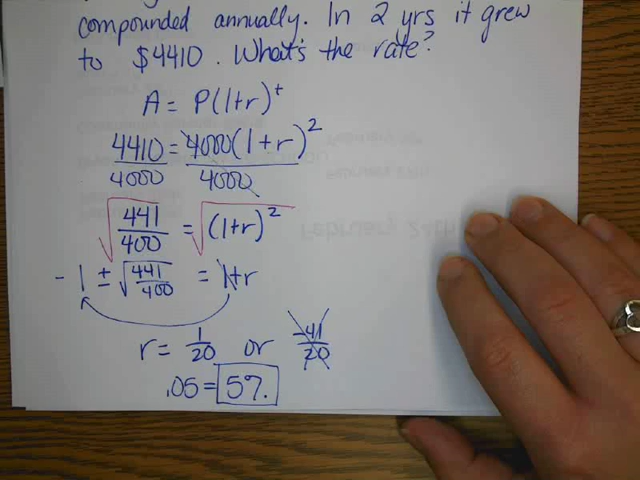 compounded annually. In 2 yrs it grew
to $4410. What's the rate?
A = P(1+r)^t
4410/4000 = 4000(1+r)^2/4000
√441/400 = √(1+r)^2
-1 ± √441/400 = 1+r
r = 1/20 or -41/20
.05 = 5%